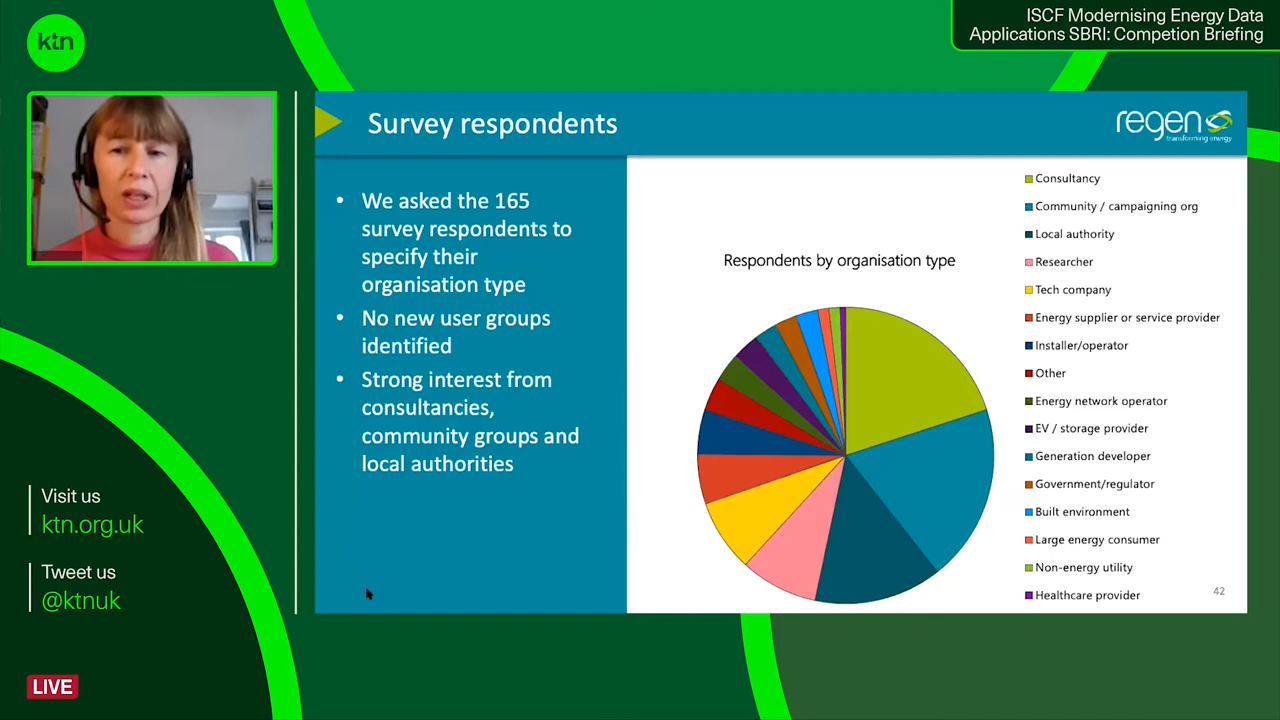 ktn
ISCF Modernising Energy Data
Applications SBRI: Competion Briefing
Survey respondents
regen
transforming energy
• We asked the 165
survey respondents to
specify their
organisation type
• No new user groups
identified
• Strong interest from
consultancies,
community groups and
local authorities
Respondents by organisation type
Consultancy
Community / campaigning org
Local authority
Researcher
Tech company
Energy supplier or service provider
Installer/operator
Other
Energy network operator
EV / storage provider
Generation developer
Government/regulator
Built environment
Large energy consumer
Non-energy utility
Healthcare provider
42
Visit us
ktn.org.uk
Tweet us
@ktnuk
LIVE